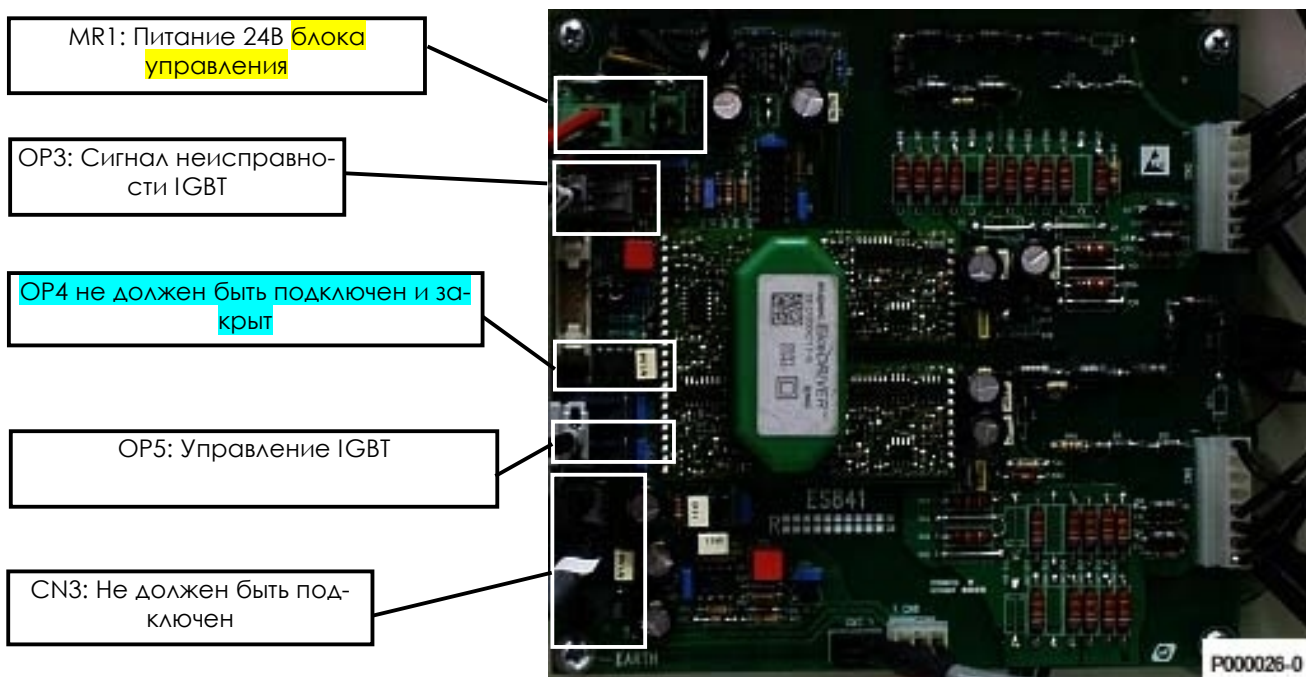 MR1: Питание 24В блока
управления
OP3: Сигнал неисправно-
сти IGBT
OP4 не должен быть подключен и за-
крыт
OP5: Управление IGBT
CN3: Не должен быть под-
ключен
ES841
EARTH
P000026-0